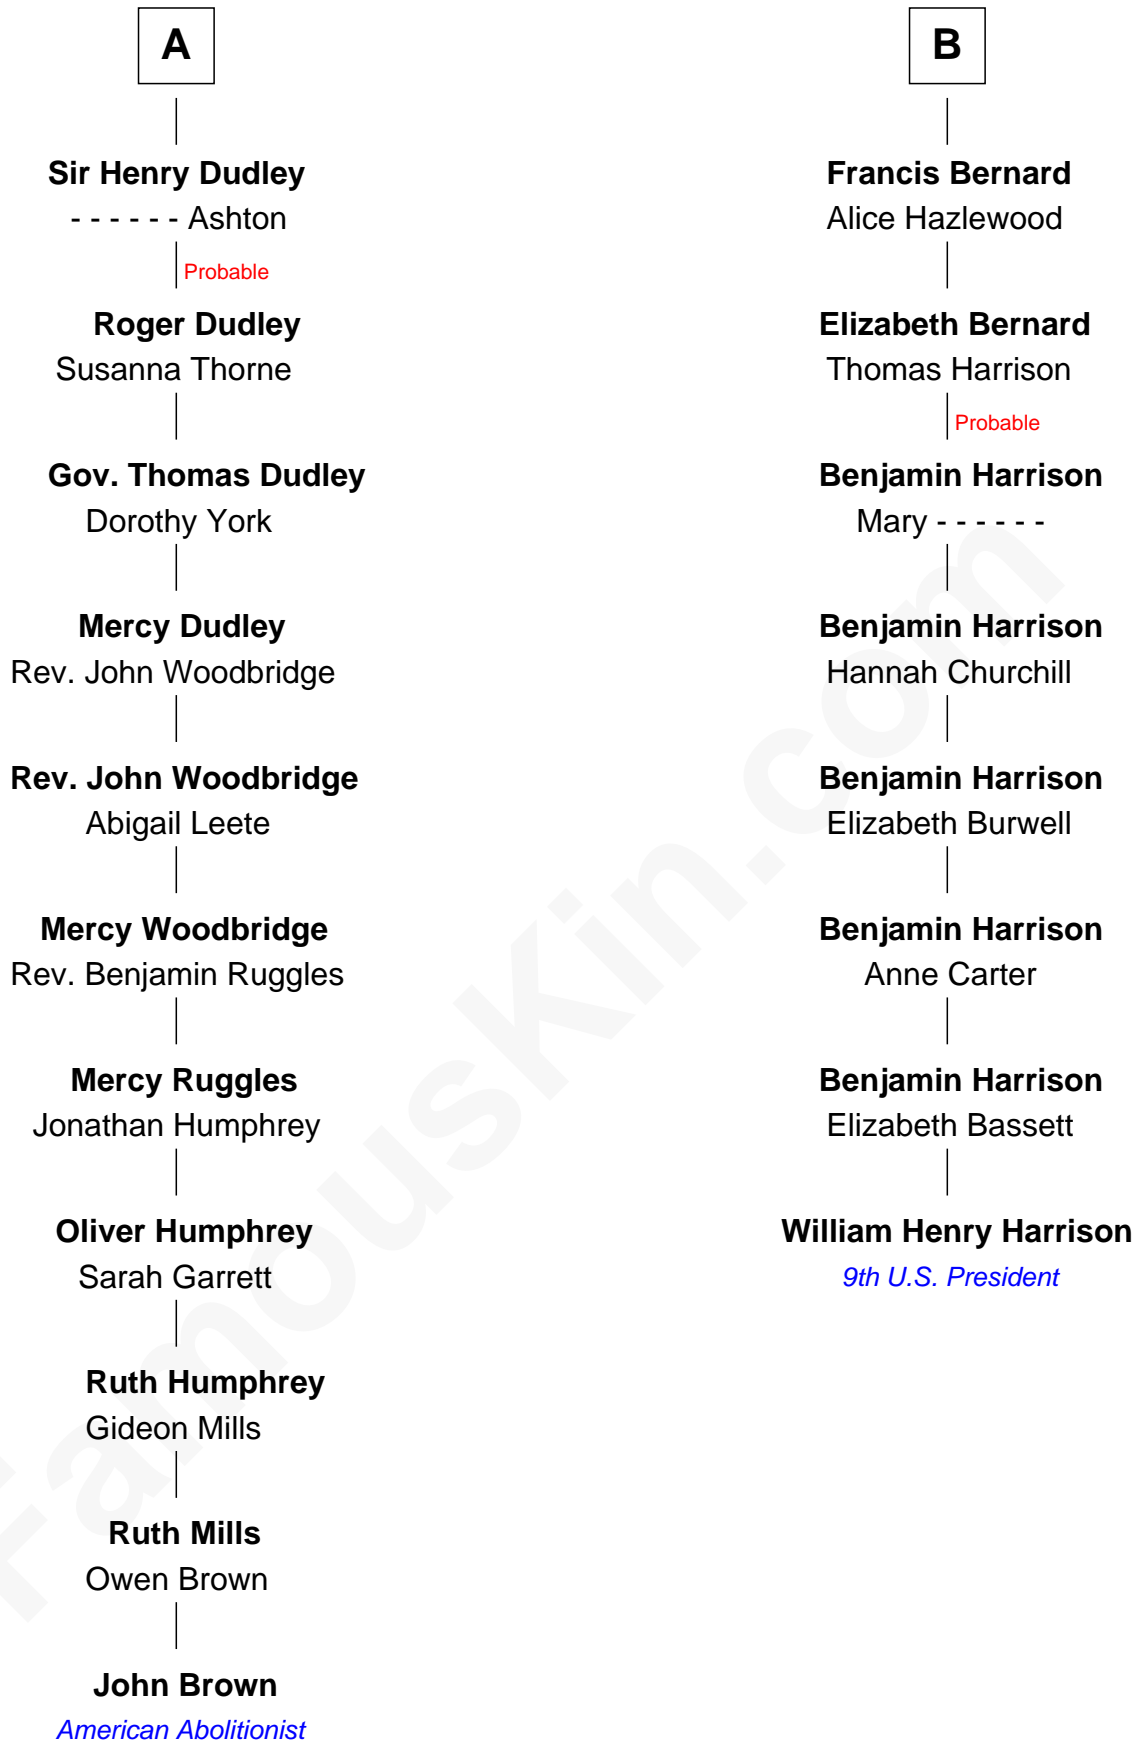 A
Sir Henry Dudley
- - - - - - Ashton
Probable
Roger Dudley
Susanna Thorne
Gov. Thomas Dudley
Dorothy York
Mercy Dudley
Rev. John Woodbridge
Rev. John Woodbridge
Abigail Leete
Mercy Woodbridge
Rev. Benjamin Ruggles
Mercy Ruggles
Jonathan Humphrey
Oliver Humphrey
Sarah Garrett
Ruth Humphrey
Gideon Mills
Ruth Mills
Owen Brown
John Brown
American Abolitionist
B
Francis Bernard
Alice Hazlewood
Elizabeth Bernard
Thomas Harrison
Probable
Benjamin Harrison
Mary - - - - - -
Benjamin Harrison
Hannah Churchill
Benjamin Harrison
Elizabeth Burwell
Benjamin Harrison
Anne Carter
Benjamin Harrison
Elizabeth Bassett
William Henry Harrison
9th U.S. President
FamousKin.com